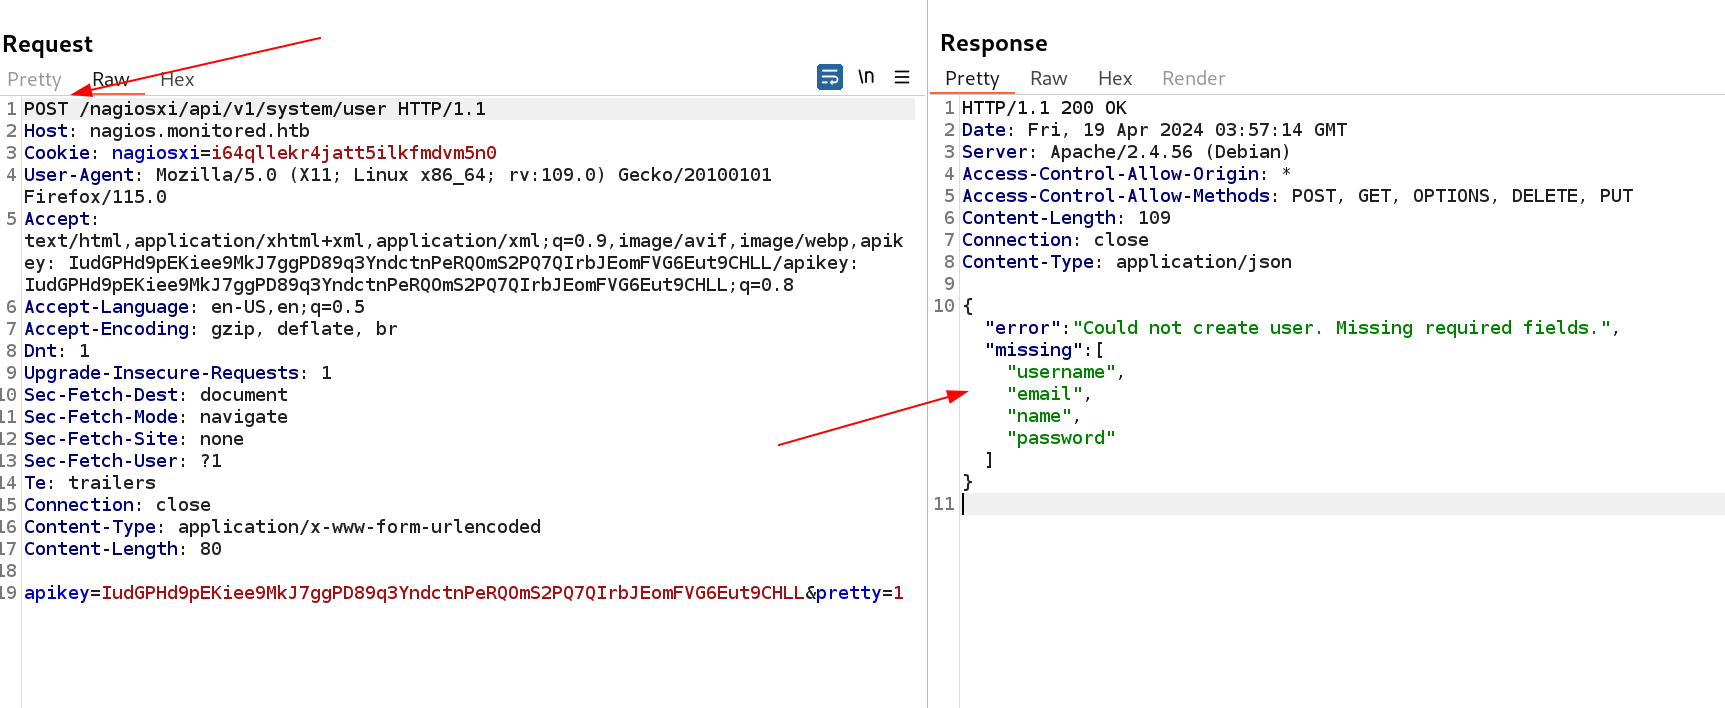 Request
Pretty Raw Hex \n
1 POST /nagiosxi/api/v1/system/user HTTP/1.1
2 Host: nagios.monitored.htb
3 Cookie: nagiosxi=i64qllekr4jatt5ilkfmdvm5n0
4 User-Agent: Mozilla/5.0 (X11; Linux x86_64; rv:109.0) Gecko/20100101
Firefox/115.0
5 Accept:
text/html,application/xhtml+xml,application/xml;q=0.9,image/avif,image/webp,apik
ey: IudGPHd9pEKiee9MkJ7ggPD89q3YndctnPeRQOmS2PQ7QIrbJEomFVG6Eut9CHLL/apikey:
IudGPHd9pEKiee9MkJ7ggPD89q3YndctnPeRQOmS2PQ7QIrbJEomFVG6Eut9CHLL;q=0.8
6 Accept-Language: en-US,en;q=0.5
7 Accept-Encoding: gzip, deflate, br
8 Dnt: 1
9 Upgrade-Insecure-Requests: 1
10 Sec-Fetch-Dest: document
11 Sec-Fetch-Mode: navigate
12 Sec-Fetch-Site: none
13 Sec-Fetch-User: ?1
14 Te: trailers
15 Connection: close
16 Content-Type: application/x-www-form-urlencoded
17 Content-Length: 80
18
19 apikey=IudGPHd9pEKiee9MkJ7ggPD89q3YndctnPeRQOmS2PQ7QIrbJEomFVG6Eut9CHLL&pretty=1
Response
Pretty Raw Hex Render
1 HTTP/1.1 200 OK
2 Date: Fri, 19 Apr 2024 03:57:14 GMT
3 Server: Apache/2.4.56 (Debian)
4 Access-Control-Allow-Origin: *
5 Access-Control-Allow-Methods: POST, GET, OPTIONS, DELETE, PUT
6 Content-Length: 109
7 Connection: close
8 Content-Type: application/json
9
10 {
"error":"Could not create user. Missing required fields.",
"missing":[
"username",
"email",
"name",
"password"
]
}
11